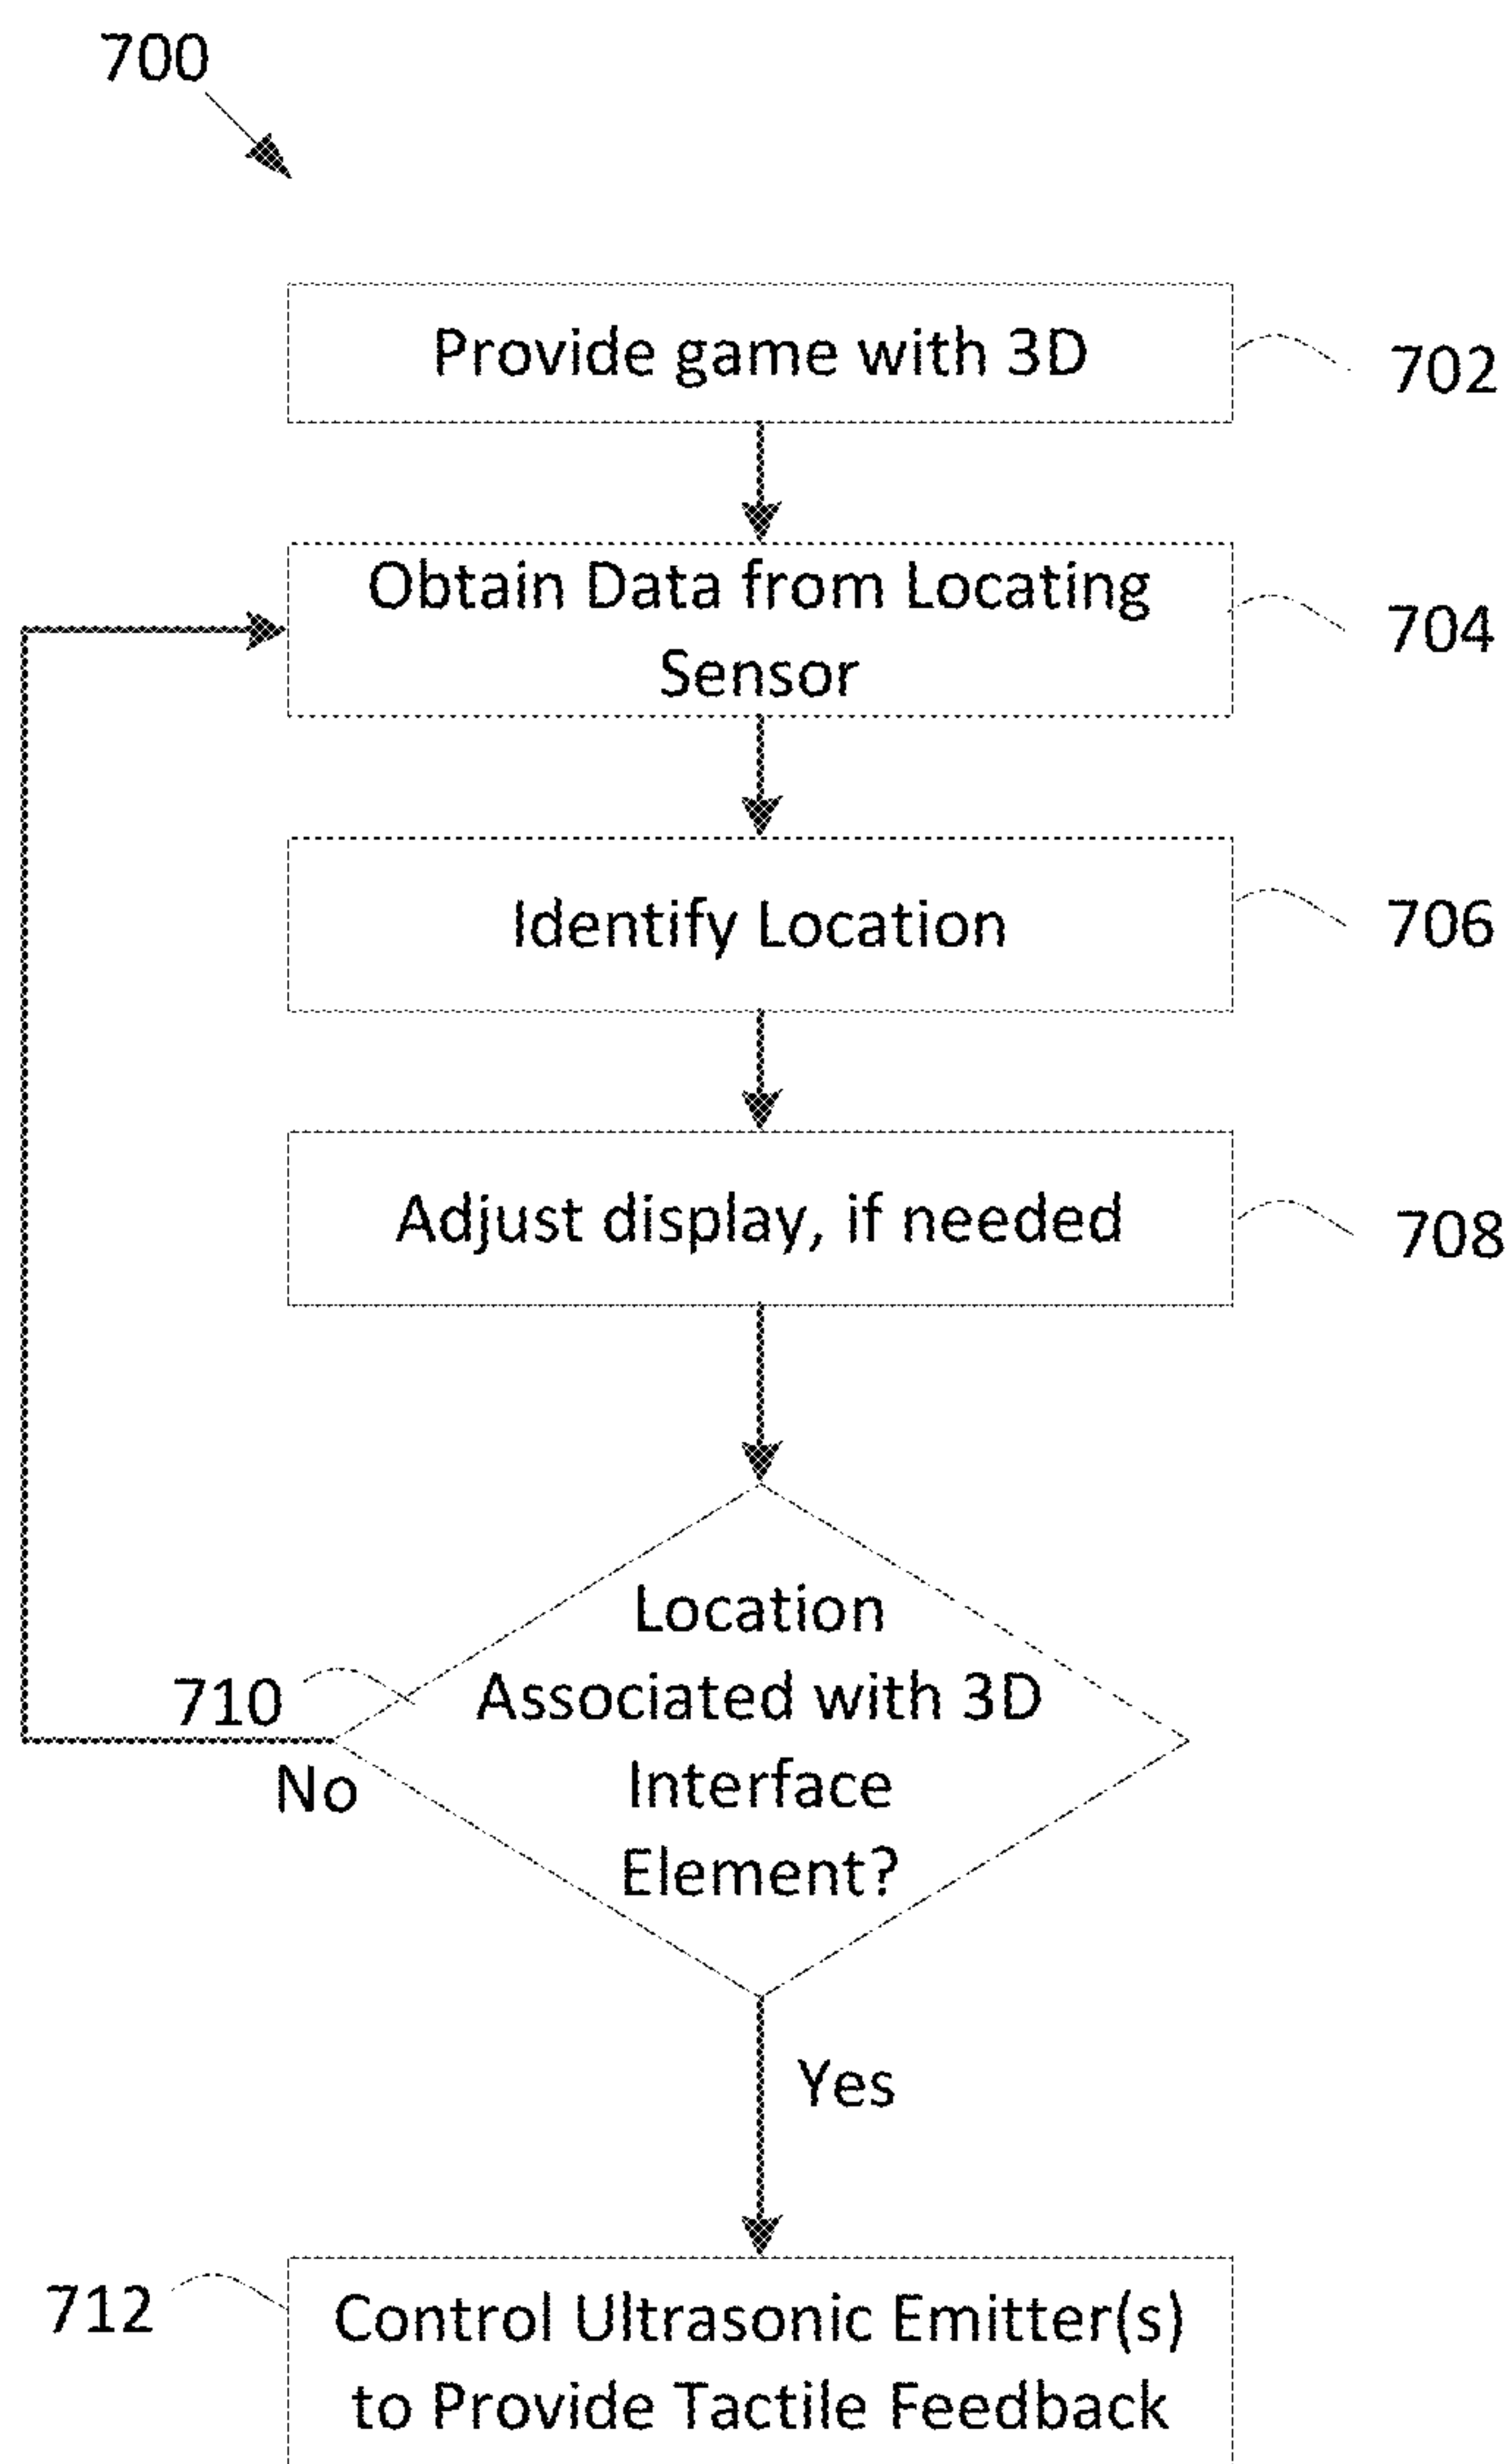 700
Provide game with 3D
702
Obtain Data from Locating
Sensor
704
Identify Location
706
Adjust display, if needed
708
Location
Associated with 3D
Interface
Element?
710
No
Yes
712
Control Ultrasonic Emitter(s)
to Provide Tactile Feedback